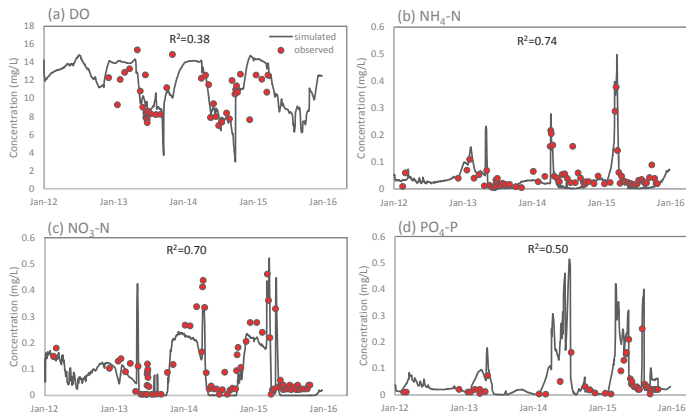 (a) DO
R²=0.38
simulated
observed
Concentration (mg/L)
18
16
14
12
10
8
6
4
2
0
Jan-12 Jan-13 Jan-14 Jan-15 Jan-16
(b) NH₄-N
R²=0.74
Concentration (mg/L)
0.6
0.5
0.4
0.3
0.2
0.1
0
Jan-12 Jan-13 Jan-14 Jan-15 Jan-16
(c) NO₃-N
R²=0.70
Concentration (mg/L)
0.6
0.5
0.4
0.3
0.2
0.1
0
Jan-12 Jan-13 Jan-14 Jan-15 Jan-16
(d) PO₄-P
R²=0.50
Concentration (mg/L)
0.6
0.5
0.4
0.3
0.2
0.1
0
Jan-12 Jan-13 Jan-14 Jan-15 Jan-16